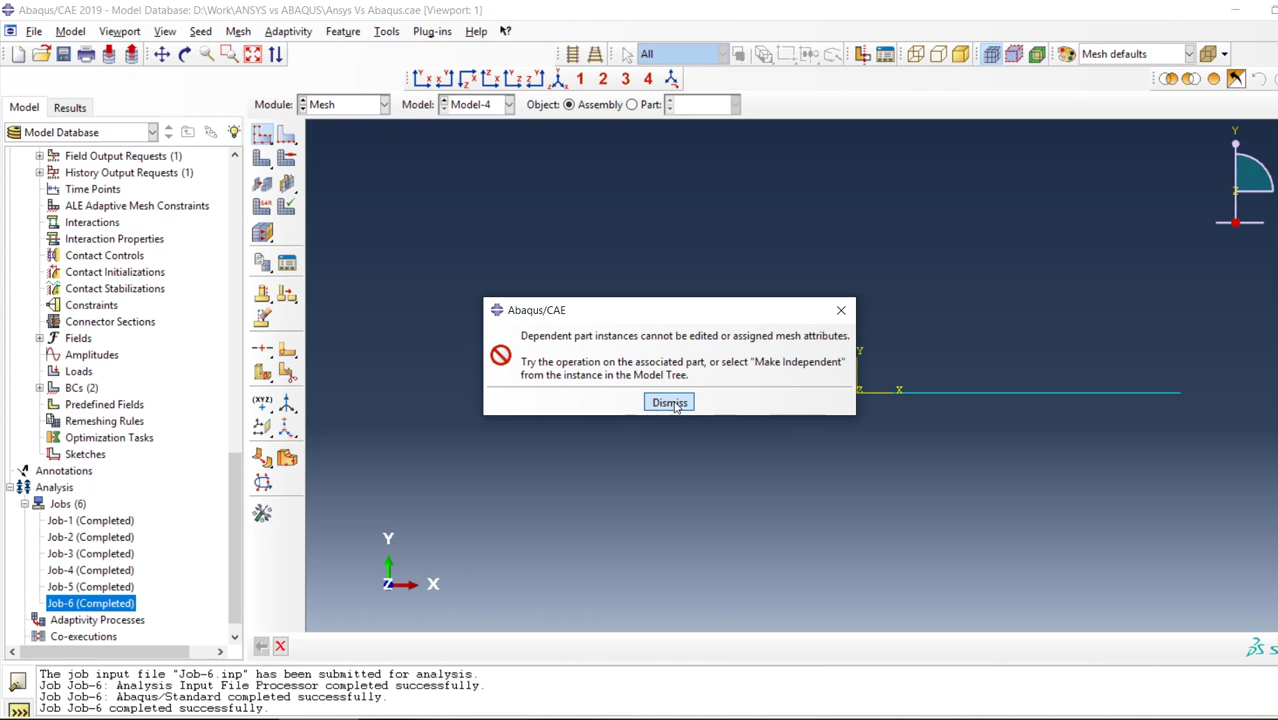 Abaqus/CAE 2019 - Model Database: D:\Work\ANSYS vs ABAQUS\Ansys Vs Abaqus.cae [Viewport: 1]
File Model Viewport View Seed Mesh Adaptivity Feature Tools Plug-ins Help
All
Mesh defaults
1 2 3 4
Model Results
Module: Mesh Model: Model-4 Object: Assembly Part:
Model Database
Field Output Requests (1)
History Output Requests (1)
Time Points
ALE Adaptive Mesh Constraints
Interactions
Interaction Properties
Contact Controls
Contact Initializations
Contact Stabilizations
Constraints
Connector Sections
Fields
Amplitudes
Loads
BCs (2)
Predefined Fields
Remeshing Rules
Optimization Tasks
Sketches
Annotations
Analysis
Jobs (6)
Job-1 (Completed)
Job-2 (Completed)
Job-3 (Completed)
Job-4 (Completed)
Job-5 (Completed)
Job-6 (Completed)
Adaptivity Processes
Co-executions
Abaqus/CAE
Dependent part instances cannot be edited or assigned mesh attributes.
Try the operation on the associated part, or select "Make Independent"
from the instance in the Model Tree.
Dismiss
Y
Z
X
Y
Z
Y
Z X
The job input file "Job-6.inp" has been submitted for analysis.
Job Job-6: Analysis Input File Processor completed successfully.
Job Job-6: Abaqus/Standard completed successfully.
Job Job-6 completed successfully.